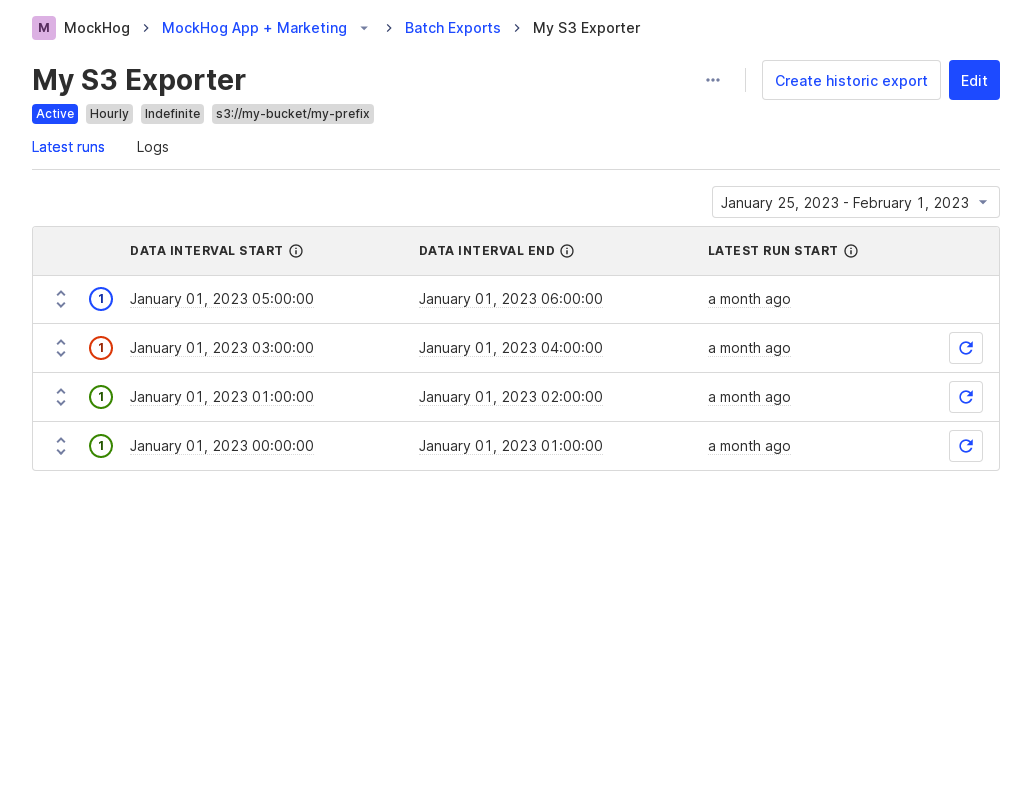 M MockHog MockHog App + Marketing Batch Exports My S3 Exporter
My S3 Exporter
Create historic export Edit
Active Hourly Indefinite s3://my-bucket/my-prefix
Latest runs Logs
January 25, 2023 - February 1, 2023
DATA INTERVAL START DATA INTERVAL END LATEST RUN START
1 January 01, 2023 05:00:00 January 01, 2023 06:00:00 a month ago
1 January 01, 2023 03:00:00 January 01, 2023 04:00:00 a month ago
1 January 01, 2023 01:00:00 January 01, 2023 02:00:00 a month ago
1 January 01, 2023 00:00:00 January 01, 2023 01:00:00 a month ago